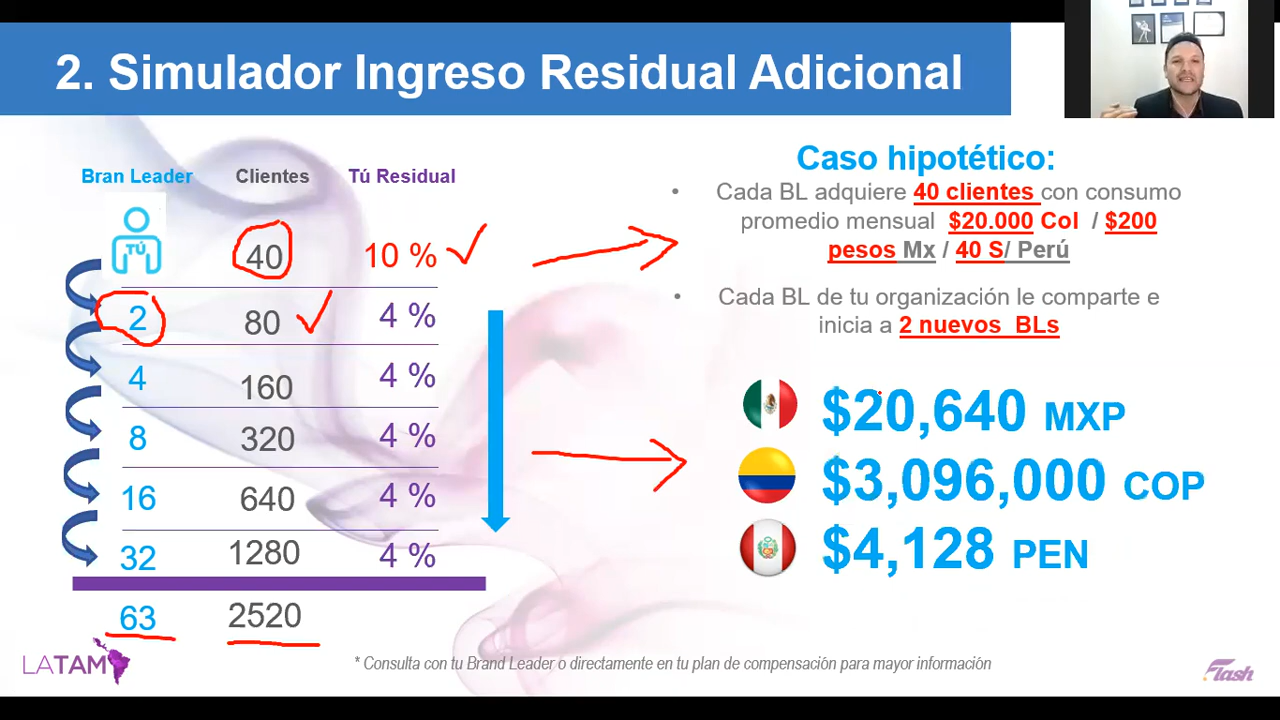 2. Simulador Ingreso Residual Adicional
Bran Leader Clientes Tú Residual
TÚ 40 10 %
2 80 4 %
4 160 4 %
8 320 4 %
16 640 4 %
32 1280 4 %
63 2520
Caso hipotético:
• Cada BL adquiere 40 clientes con consumo
promedio mensual $20.000 Col / $200
pesos Mx / 40 S/ Perú
• Cada BL de tu organización le comparte e
inicia a 2 nuevos BLs
$20,640 MXP
$3,096,000 COP
$4,128 PEN
LATAM
* Consulta con tu Brand Leader o directamente en tu plan de compensación para mayor información
Flash